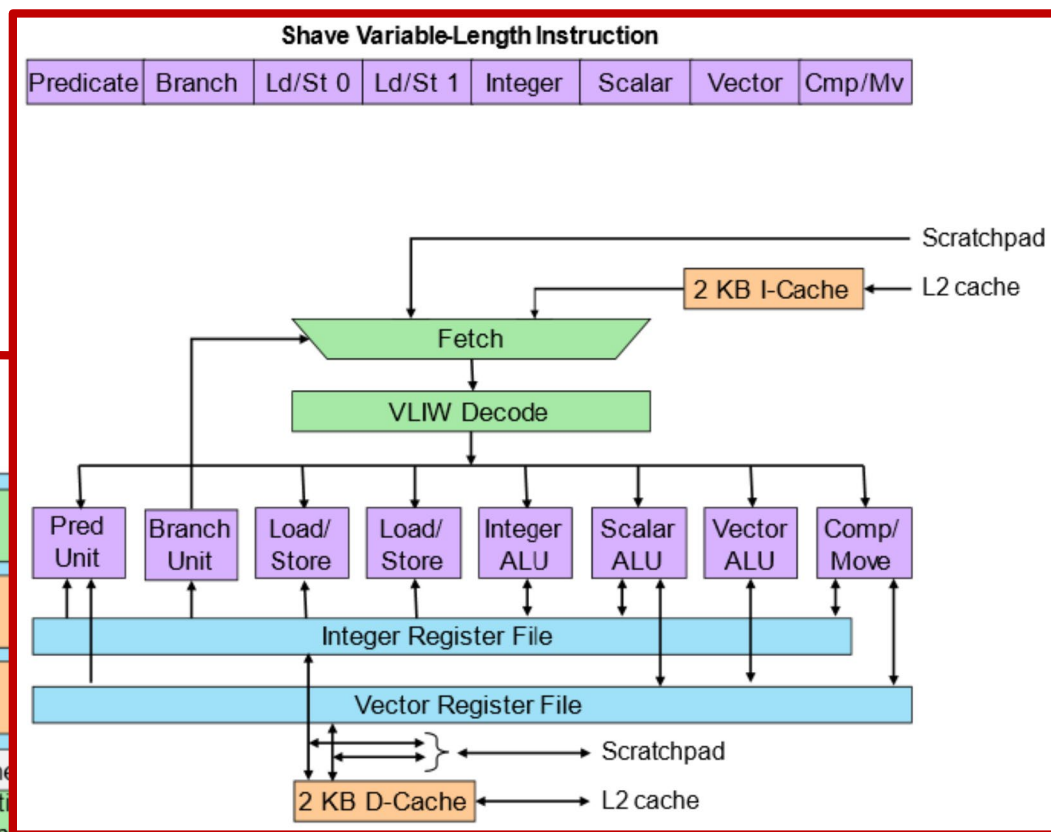 Shave Variable-Length Instruction
Predicate Branch Ld/St 0 Ld/St 1 Integer Scalar Vector Cmp/Mv
Scratchpad
2 KB I-Cache
L2 cache
Fetch
VLIW Decode
Pred Unit
Branch Unit
Load/ Store
Load/ Store
Integer ALU
Scalar ALU
Vector ALU
Comp/ Move
Integer Register File
Vector Register File
Scratchpad
2 KB D-Cache
L2 cache